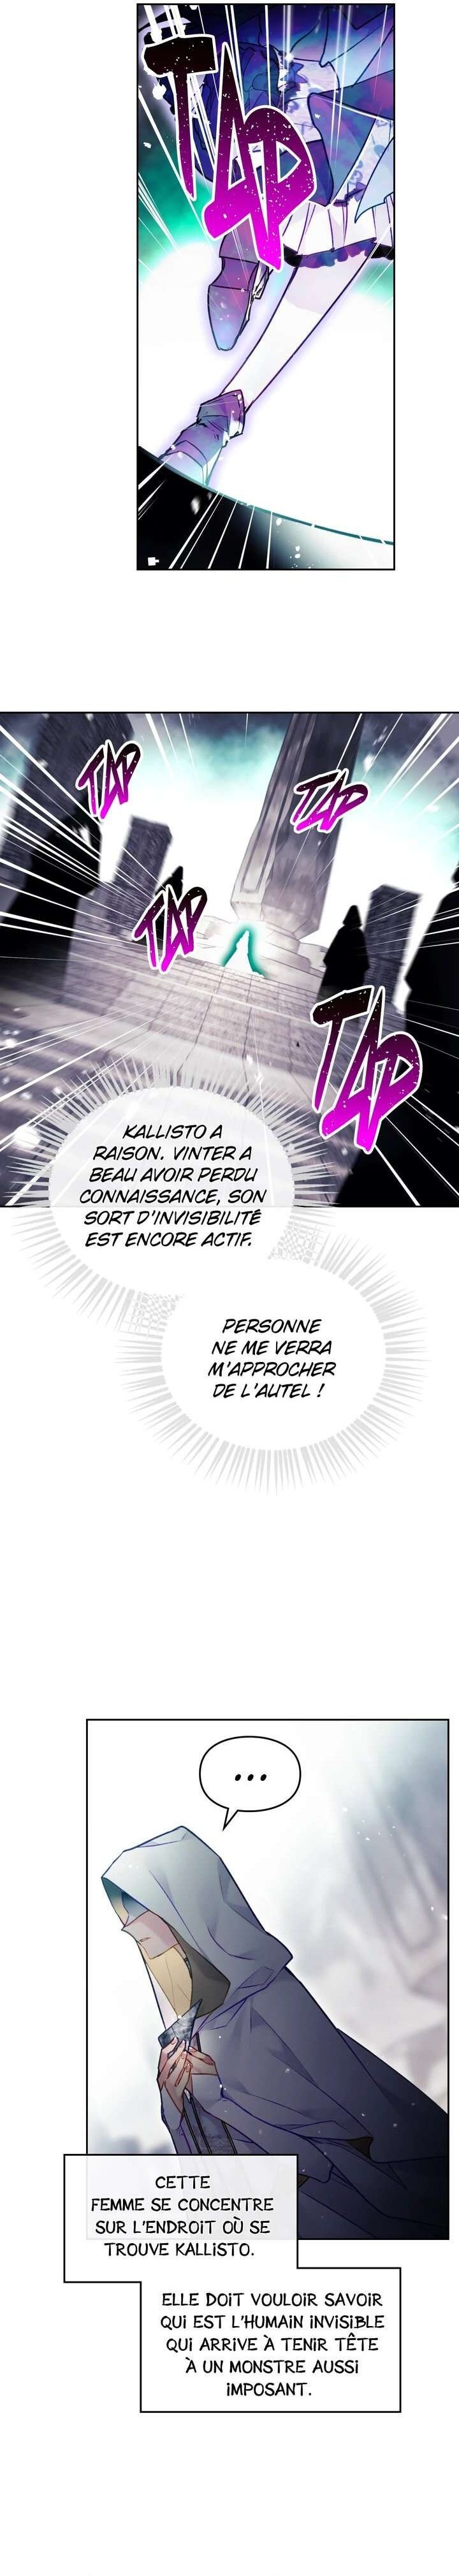 TAP
TAP
TAP
TAP
TAP
TAP
KALLISTO A
RAISON. VINTER A
BEAU AVOIR PERDU
CONNAISSANCE, SON
SORT D'INVISIBILITÉ
EST ENCORE ACTIF.
PERSONNE
NE ME VERRA
M'APPROCHER
DE L'AUTEL !
...
CETTE
FEMME SE CONCENTRE
SUR L'ENDROIT OÙ SE
TROUVE KALLISTO.
ELLE DOIT VOULOIR SAVOIR
QUI EST L'HUMAIN INVISIBLE
QUI ARRIVE À TENIR TÊTE
À UN MONSTRE AUSSI
IMPOSANT.